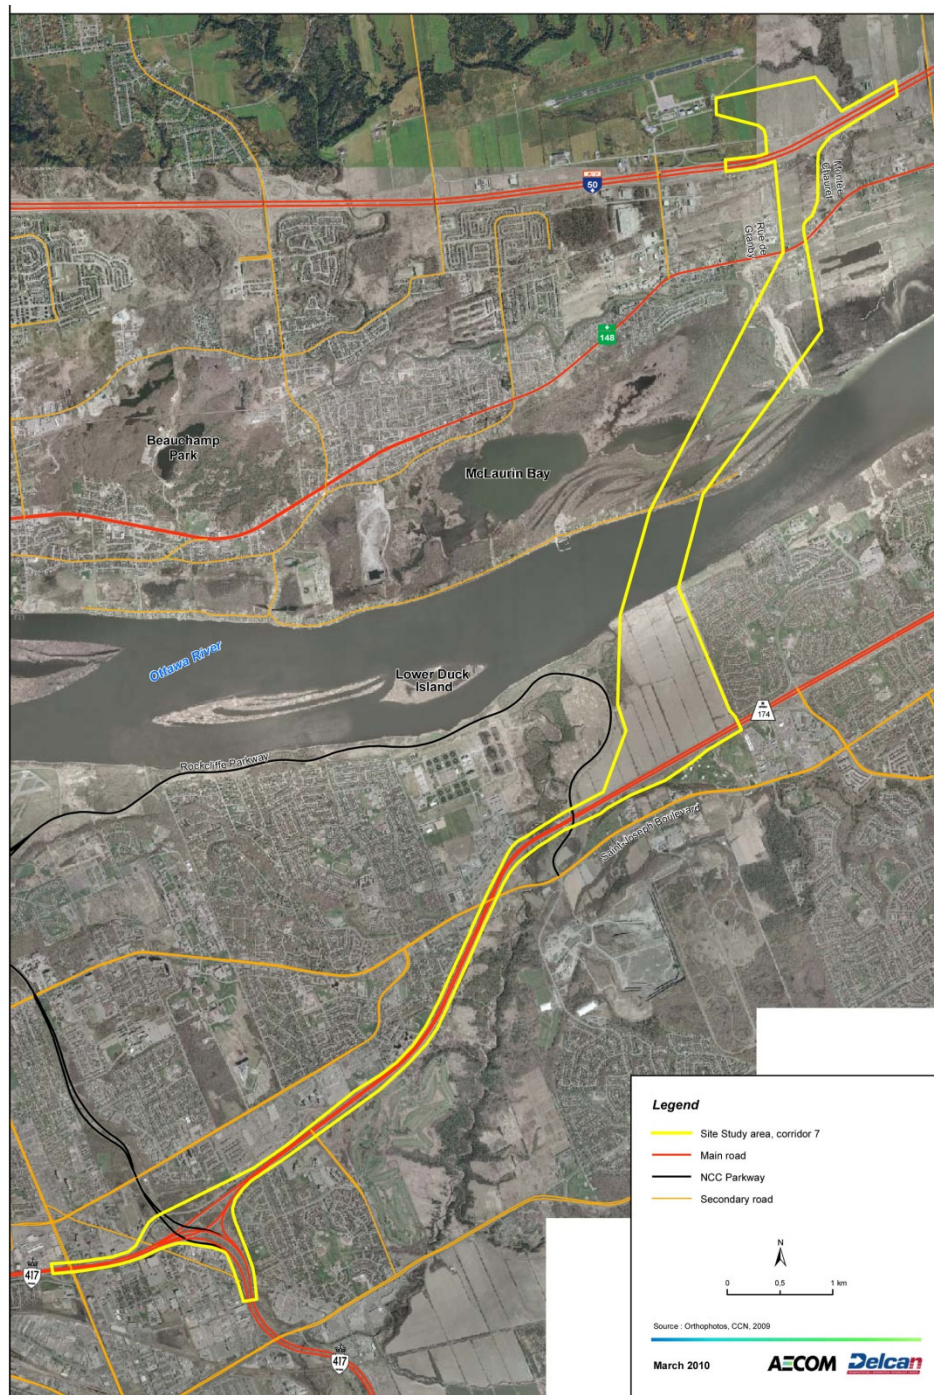 50
Montée
Chauret
Rue de
Granby
148
Beauchamp
Park
McLaurin Bay
Ottawa River
Lower Duck
Island
174
Rockcliffe Parkway
Saint-Joseph Boulevard
417
417
Legend
Site Study area, corridor 7
Main road
NCC Parkway
Secondary road
N
0 0,5 1 km
Source : Orthophotos, CCN, 2009
March 2010
AECOM
Delcan